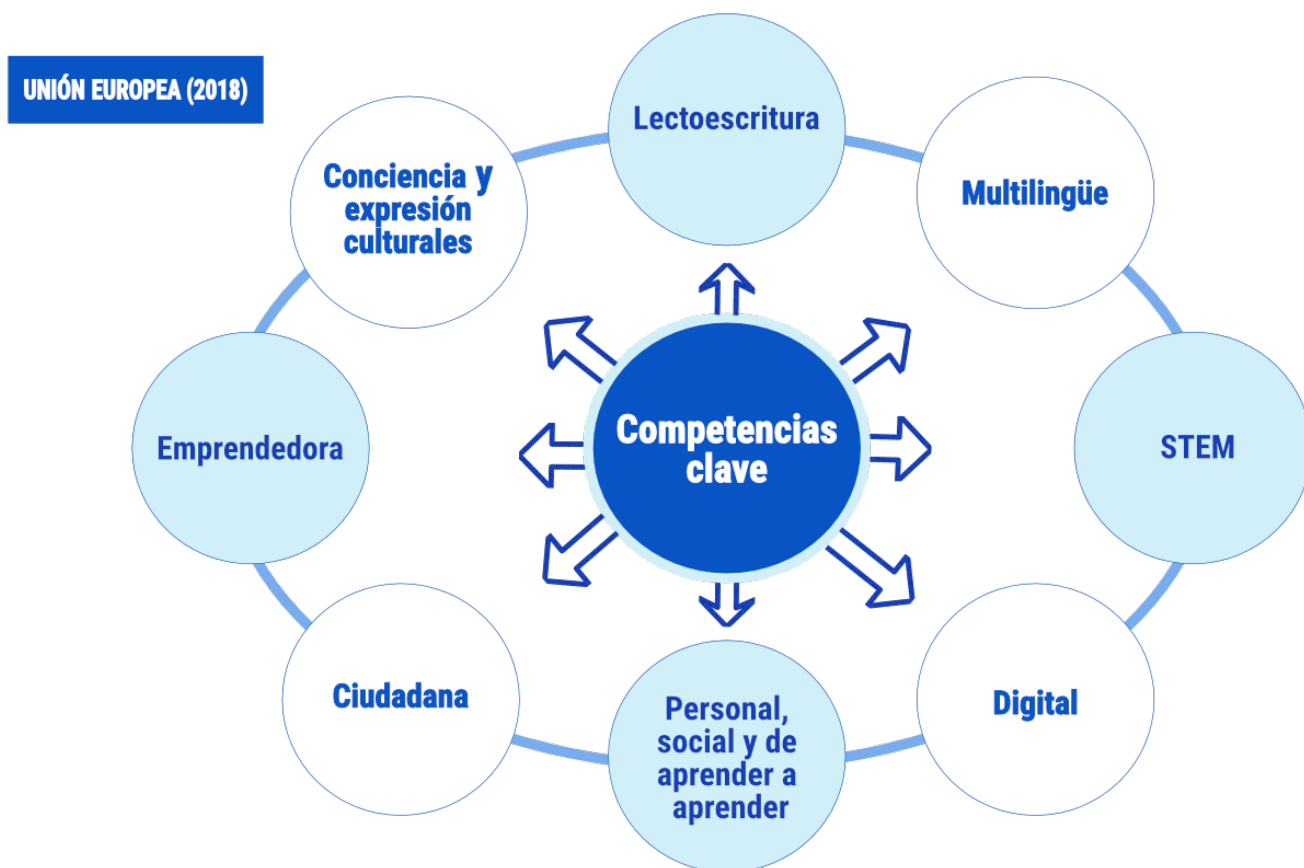 UNIÓN EUROPEA (2018)
Lectoescritura
Conciencia y
expresión
culturales
Multilingüe
Emprendedora
Competencias
clave
STEM
Ciudadana
Personal,
social y de
aprender a
aprender
Digital